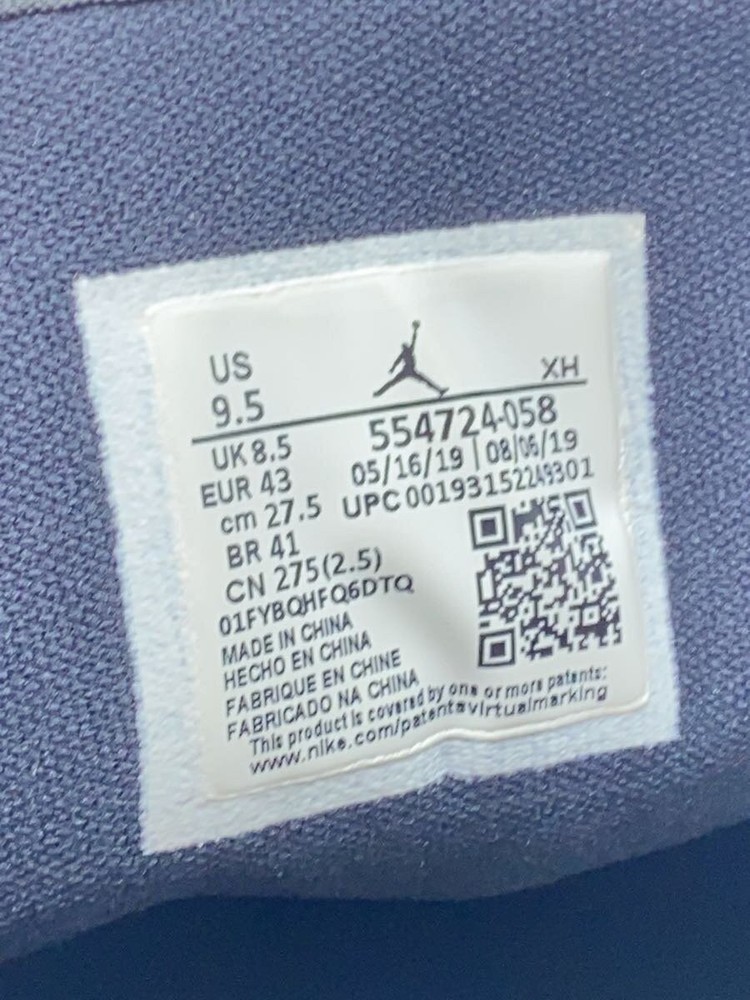 US
XH
9.5
554724-058
UK 8.5
05/16/19 | 08/06/19
EUR 43
UPC 00193152249301
cm 27.5
BR 41
CN 275(2.5)
01FYBQHFQ6DTQ
MADE IN CHINA
HECHO EN CHINA
FABRIQUE EN CHINE
FABRICADO NA CHINA
This product is covered by one or more patents:
www.nike.com/patentsvirtualmarking